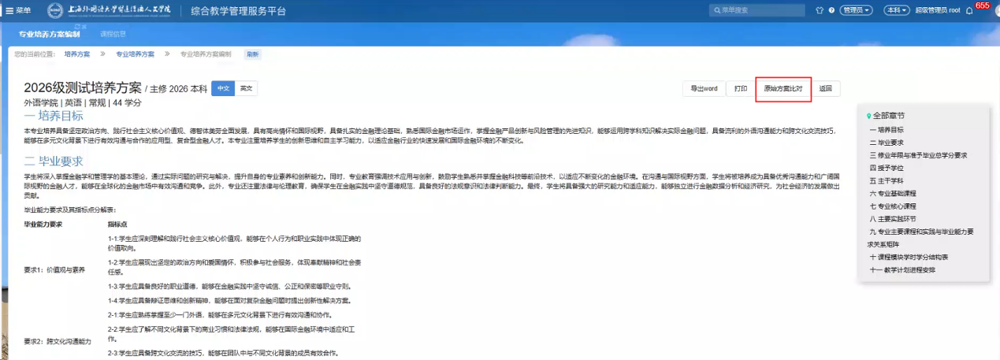 菜单
上海外国语大学贤达经济人文学院
综合教学管理服务平台
菜单搜索
管理员
本科
超级管理员 root
655
专业培养方案编制
课程信息
您的当前位置： 培养方案 » 专业培养方案 » 专业培养方案编制 刷新
2026级测试培养方案 / 主修 2026 本科 中文 英文
导出word 打印 原始方案比对 返回
外语学院 | 英语 | 常规 | 44 学分
一 培养目标
本专业培养具备坚定政治方向、践行社会主义核心价值观、德智体美劳全面发展，具有高尚情怀和国际视野，具备扎实的金融理论基础，熟悉国际金融市场运作，掌握金融产品创新与风险管理的先进知识，能够运用跨学科知识解决实际金融问题，具备流利的外语沟通能力和跨文化交流技巧，
能够在多元文化背景下进行有效沟通与合作的应用型、复合型金融人才。本专业注重培养学生的创新思维和自主学习能力，以适应金融行业的快速发展和国际金融环境的不断变化。
二 毕业要求
学生将深入掌握金融学和管理学的基本理论，通过实际问题的研究与解决，提升自身的专业素养和创新能力。同时，专业教育强调技术应用与创新，鼓励学生熟悉并掌握金融科技等前沿技术，以适应不断变化的金融环境。在沟通与国际视野方面，学生将被培养成为具备优秀沟通能力和广阔国
际视野的金融人才，能够在全球化的金融市场中有效沟通和竞争。此外，专业还注重法律与伦理教育，确保学生在金融实践中坚守道德规范，具备良好的法规意识和法律判断能力。最终，学生将具备强大的研究能力和适应能力，能够独立进行金融数据分析和经济研究，为社会经济的发展做出
贡献。
毕业能力要求及其指标点分解表：
毕业能力要求 指标点
1-1:学生应深刻理解和践行社会主义核心价值观，能够在个人行为和职业实践中体现正确的
价值取向。
1-2:学生应展现出坚定的政治方向和爱国情怀，积极参与社会服务，体现奉献精神和社会责
任感。
要求1：价值观与素养
1-3:学生应具备良好的职业道德，能够在金融实践中坚守诚信、公正和保密等职业守则。
1-4:学生应具备辩证思维和创新精神，能够在面对复杂金融问题时提出创新性解决方案。
2-1:学生应熟练掌握至少一门外语，能够在多元文化背景下进行有效沟通和协作。
2-2:学生应了解不同文化背景下的商业习惯和法律法规，能够在国际金融环境中适应和工
作。
要求2：跨文化沟通能力
2-3:学生应具备跨文化交流的技巧，能够在团队中与不同文化背景的成员有效合作。
全部章节
一 培养目标
二 毕业要求
三 修业年限与准予毕业总学分要求
四 授予学位
五 主干学科
六 专业基础课程
七 专业核心课程
八 主要实践环节
九 专业主要课程和实践与毕业能力要
求关系矩阵
十 课程模块学时学分结构表
十一 教学计划进程安排